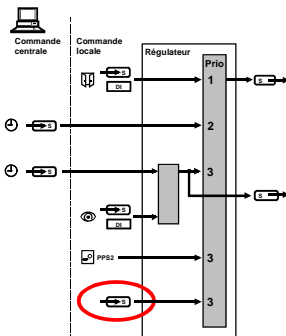 Commande centrale
Commande locale
Régulateur
Prio
S
DI
1
S
S
2
S
3
S
S
DI
PPS2
3
S
3